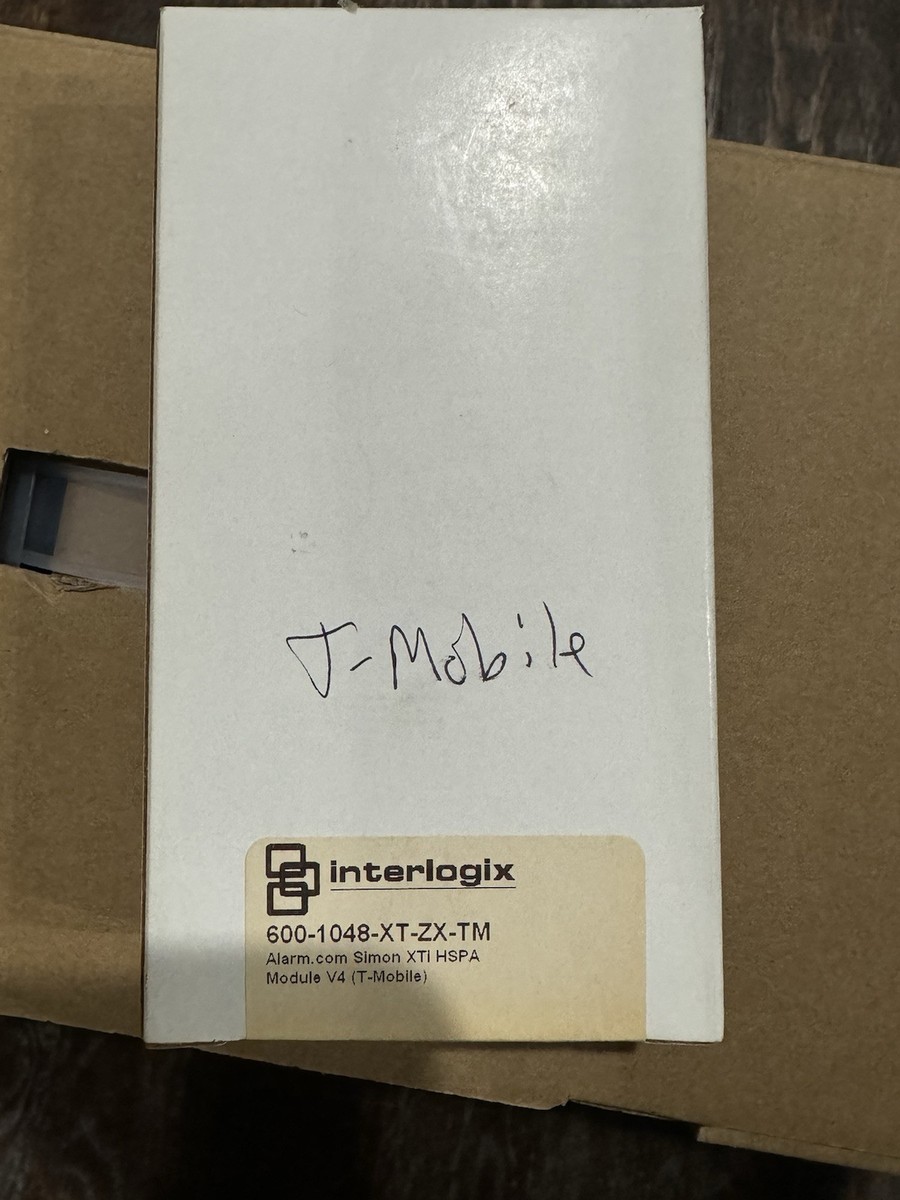 T-Mobile
interlogix
600-1048-XT-ZX-TM
Alarm.com Simon XTi HSPA
Module V4 (T-Mobile)